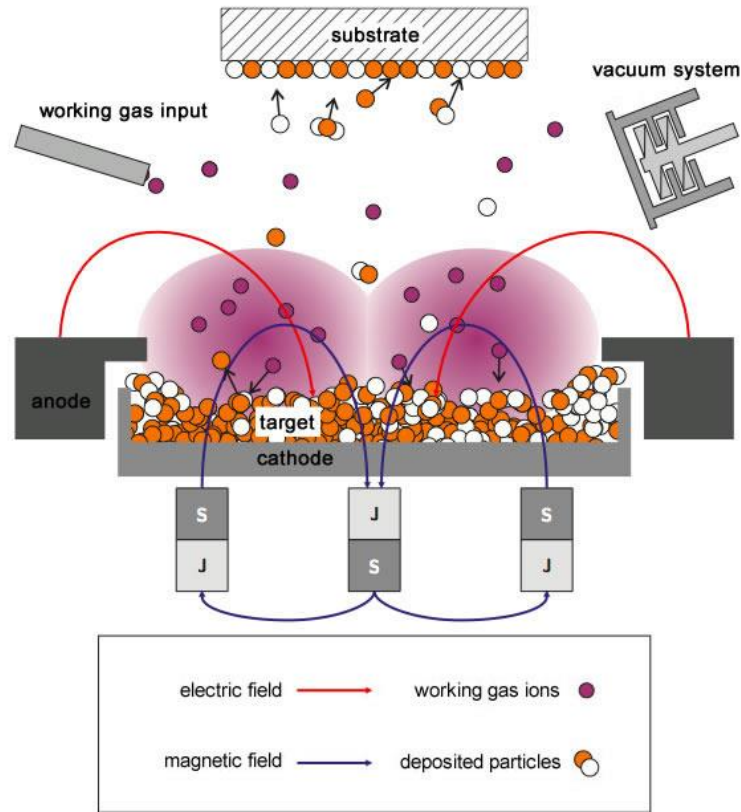 substrate
vacuum system
working gas input
anode
target
cathode
S
J
S
J
S
J
electric field
working gas ions
magnetic field
deposited particles